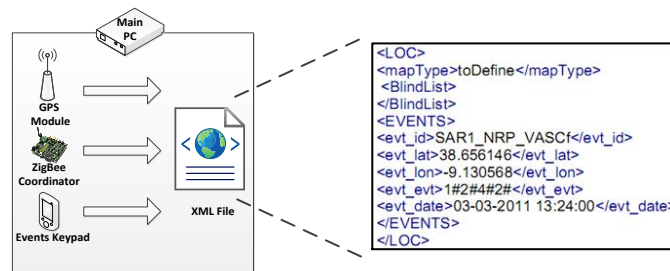 Main
PC
GPS
Module
ZigBee
Coordinator
Events Keypad
XML File
<LOC>
<mapType>toDefine</mapType>
<BlindList>
</BlindList>
<EVENTS>
<evt_id>SAR1_NRP_VASCf</evt_id>
<evt_lat>38.656146</evt_lat>
<evt_lon>-9.130568</evt_lon>
<evt_evt>1#2#4#2#</evt_evt>
<evt_date>03-03-2011 13:24:00</evt_date>
</EVENTS>
</LOC>